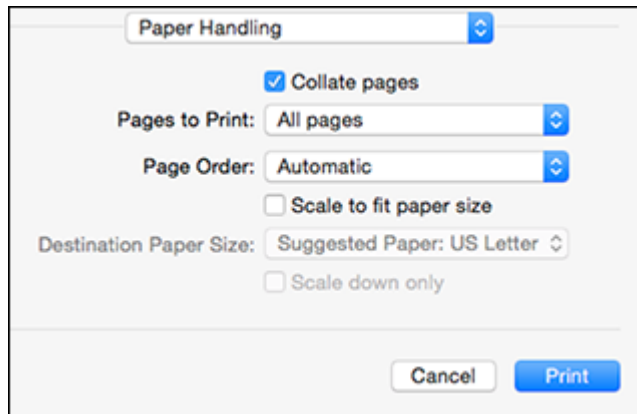 Paper Handling
Collate pages
Pages to Print: All pages
Page Order: Automatic
Scale to fit paper size
Destination Paper Size: Suggested Paper: US Letter
Scale down only
Cancel Print